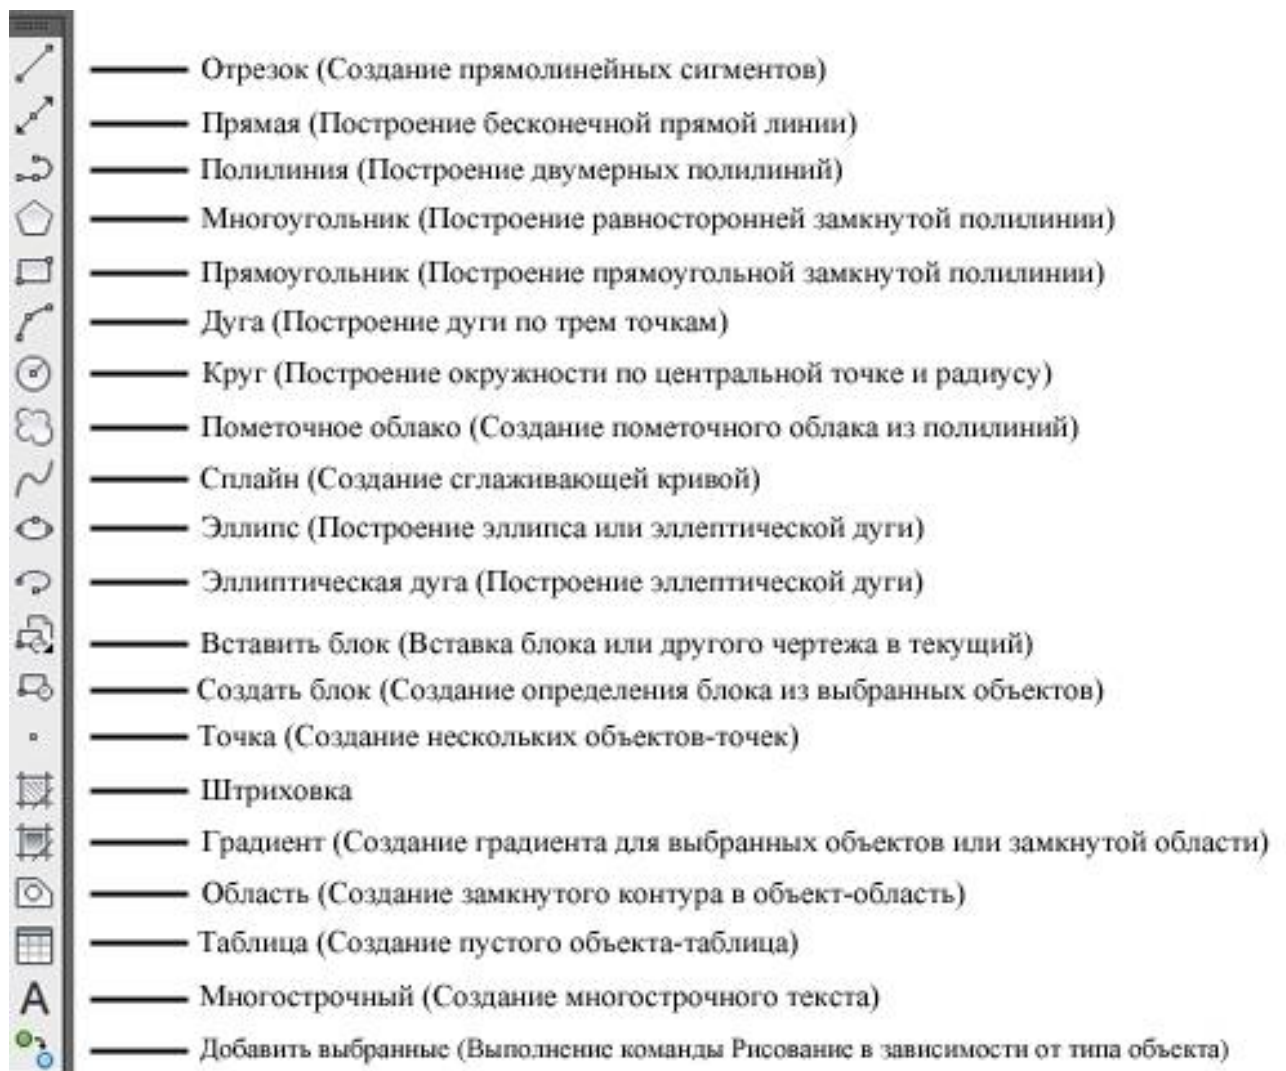 Отрезок (Создание прямолинейных сигментов)
Прямая (Построение бесконечной прямой линии)
Полилиния (Построение двумерных полилиний)
Многоугольник (Построение равносторонней замкнутой полилинии)
Прямоугольник (Построение прямоугольной замкнутой полилинии)
Дуга (Построение дуги по трем точкам)
Круг (Построение окружности по центральной точке и радиусу)
Пометочное облако (Создание пометочного облака из полилиний)
Сплайн (Создание сглаживающей кривой)
Эллипс (Построение эллипса или эллептической дуги)
Эллиптическая дуга (Построение эллептической дуги)
Вставить блок (Вставка блока или другого чертежа в текущий)
Создать блок (Создание определения блока из выбранных объектов)
Точка (Создание нескольких объектов-точек)
Штриховка
Градиент (Создание градиента для выбранных объектов или замкнутой области)
Область (Создание замкнутого контура в объект-область)
Таблица (Создание пустого объекта-таблица)
A Многострочный (Создание многострочного текста)
Добавить выбранные (Выполнение команды Рисование в зависимости от типа объекта)